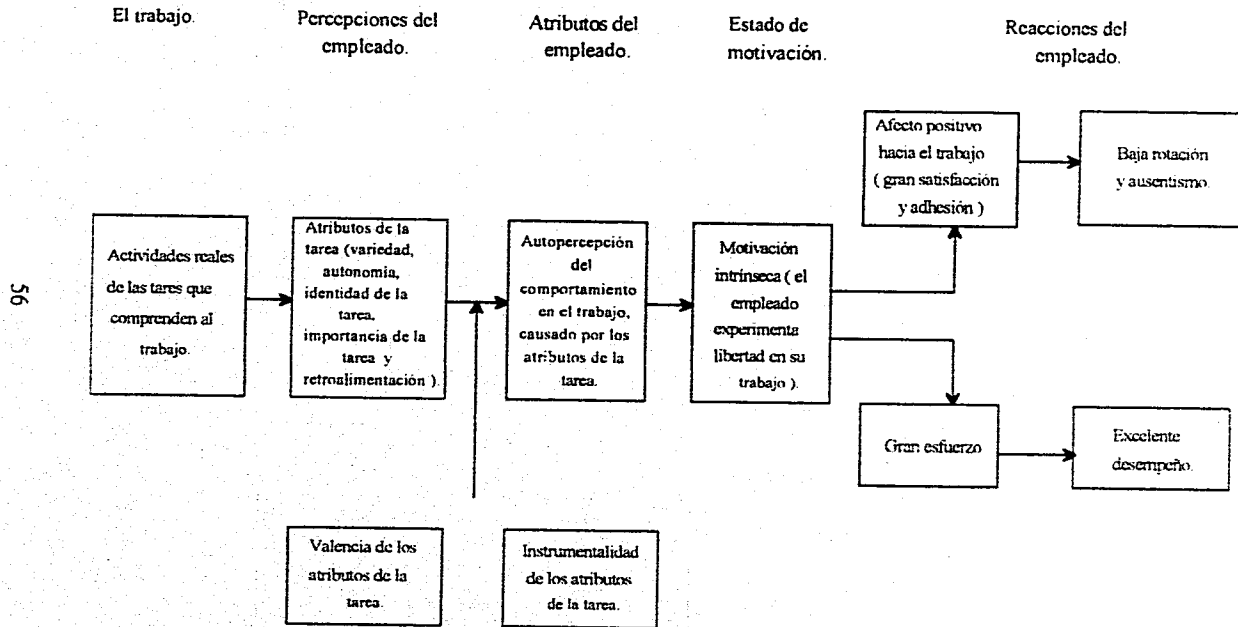 El trabajo.
Percepciones del
empleado.
Atributos del
empleado.
Estado de
motivación.
Reacciones del
empleado.
Actividades reales
de las tares que
comprenden al
trabajo.
Atributos de la
tarea (variedad,
autonomía,
identidad de la
tarea,
importancia de la
tarea y
retroalimentación ).
Autopercepción
del
comportamiento
en el trabajo,
causado por los
atributos de la
tarea.
Motivación
intrínseca ( el
empleado
experimenta
libertad en su
trabajo ).
Afecto positivo
hacia el trabajo
( gran satisfacción
y adhesión )
Baja rotación
y ausentismo.
Gran esfuerzo
Excelente
desempeño.
Valencia de los
atributos de la
tarea.
Instrumentalidad
de los atributos
de la tarea.
56